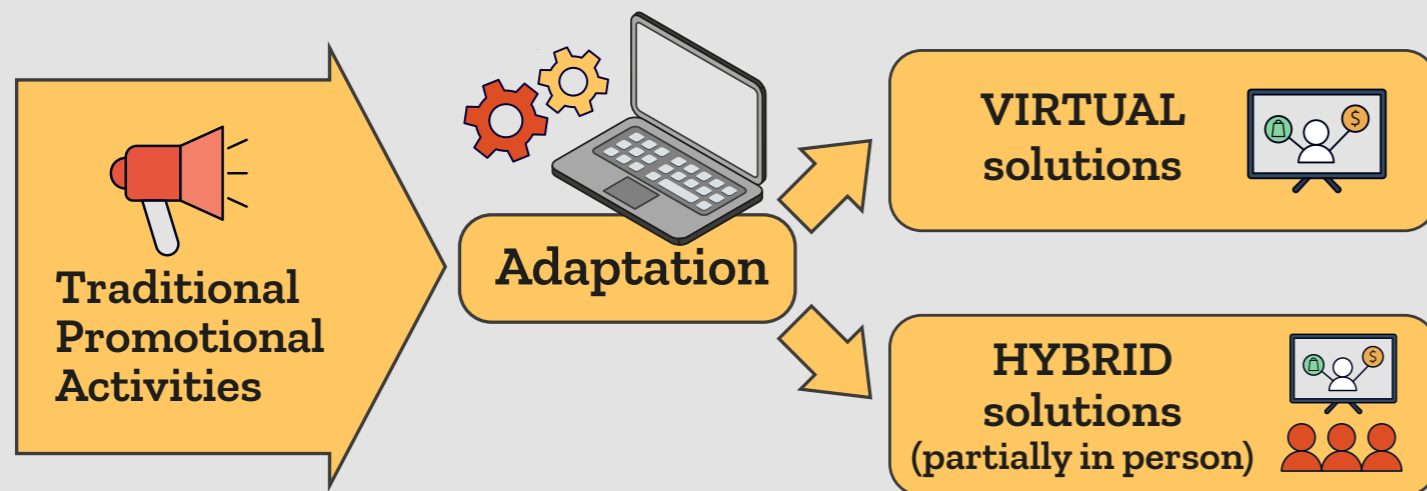 Traditional
Promotional
Activities
Adaptation
VIRTUAL
solutions
$
HYBRID
solutions
(partially in person)
$